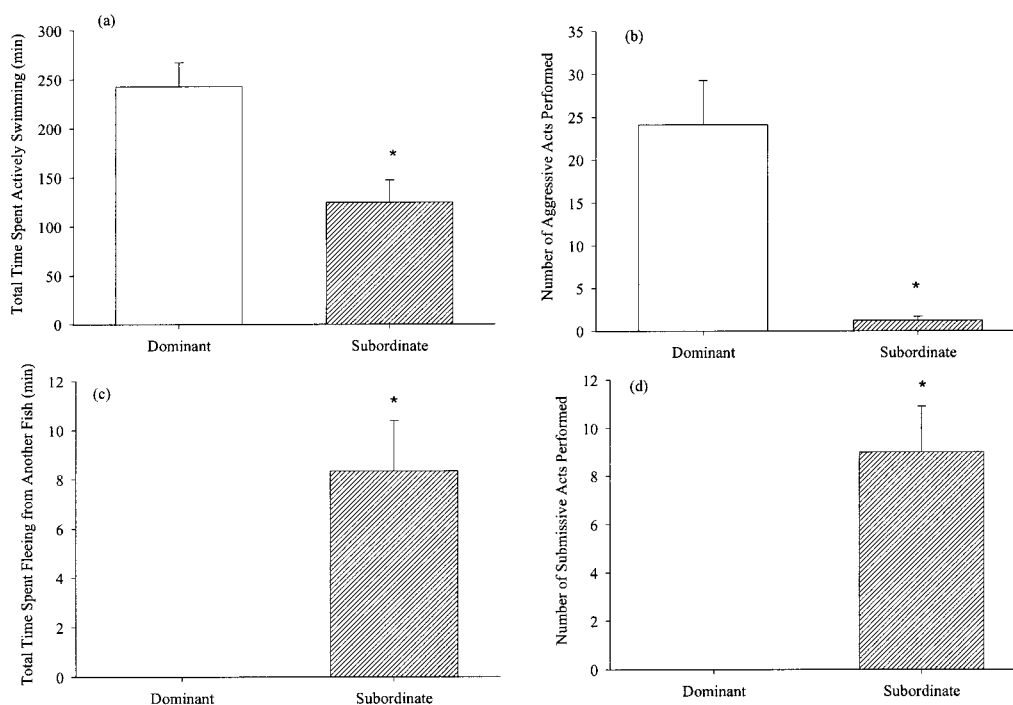 (a)
Total Time Spent Actively Swimming (min)
300
250
200
150
100
50
0
*
Dominant
Subordinate
(b)
Number of Aggressive Acts Performed
35
30
25
20
15
10
5
0
*
Dominant
Subordinate
(c)
Total Time Spent Fleeing from Another Fish (min)
12
10
8
6
4
2
0
*
Dominant
Subordinate
(d)
Number of Submissive Acts Performed
12
10
8
6
4
2
0
*
Dominant
Subordinate